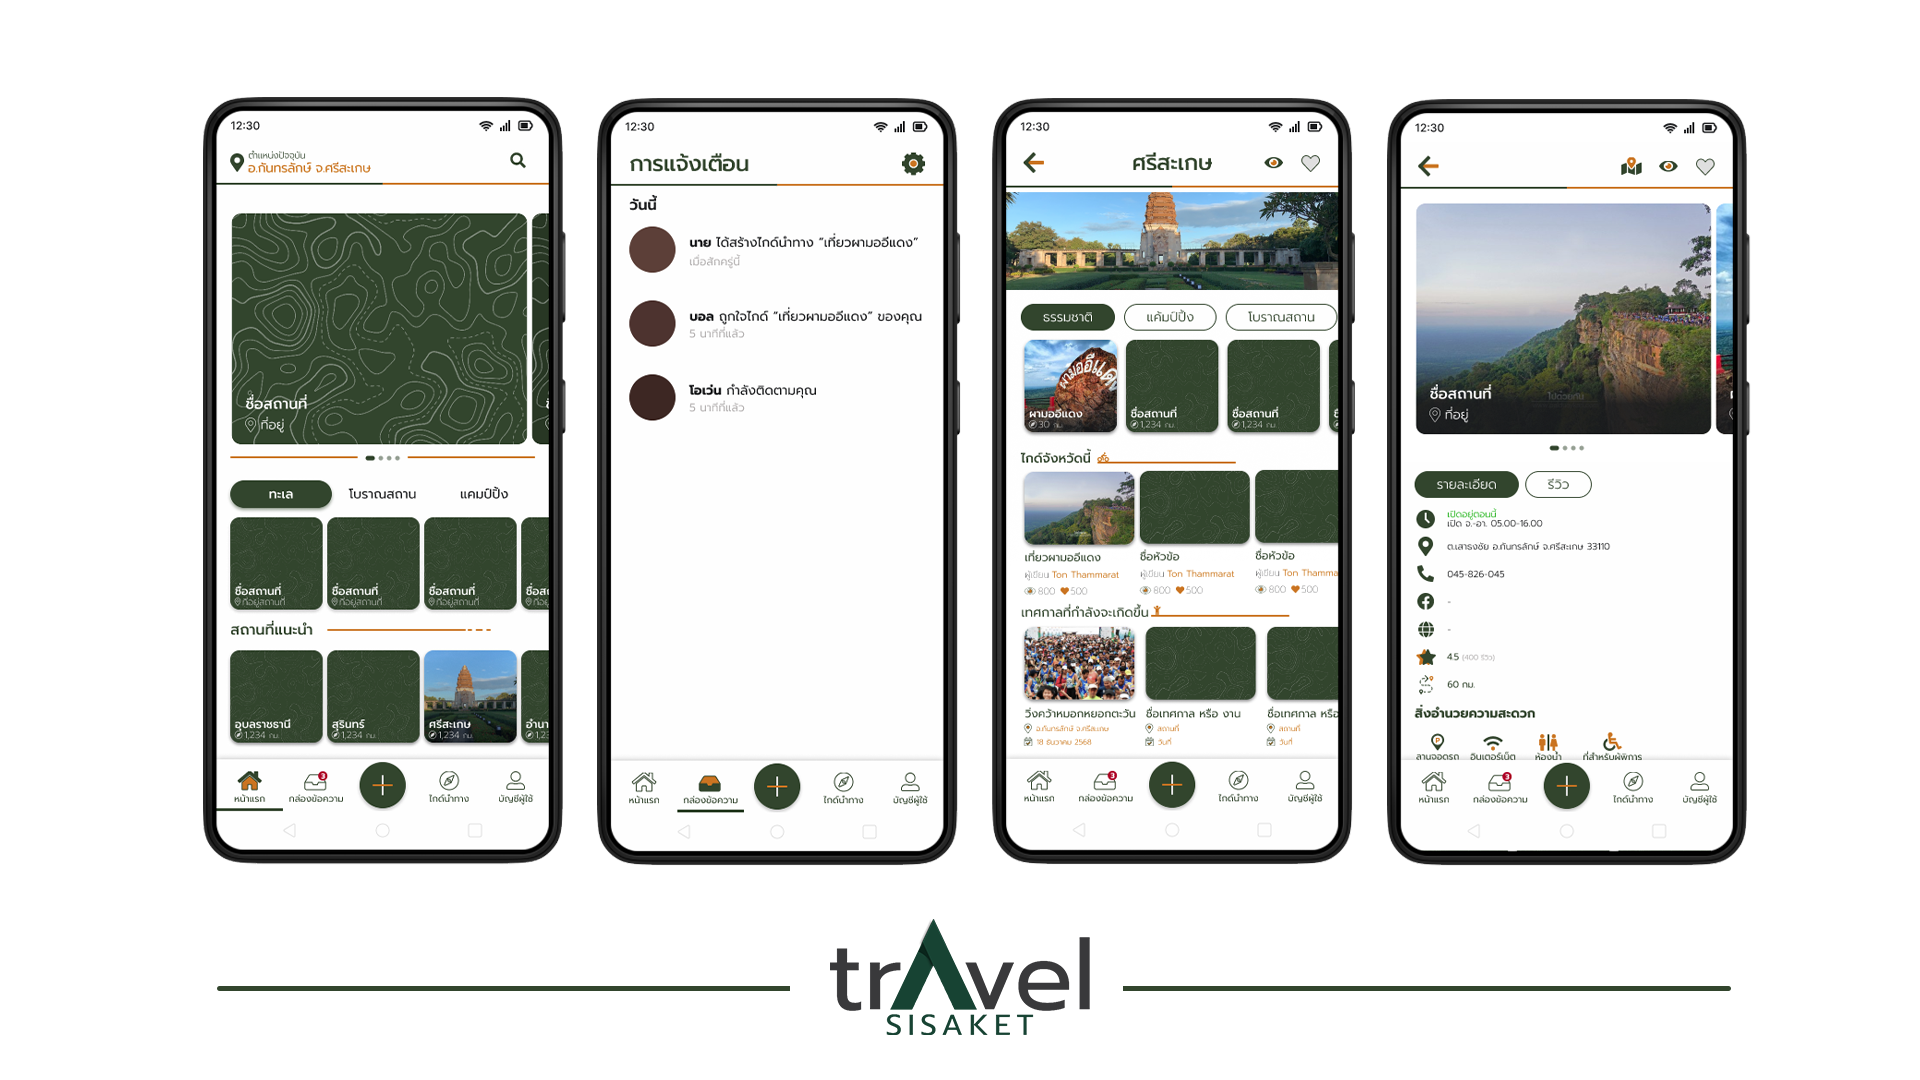 12:30
ตำแหน่งปัจจุบัน
อ.กันทรลักษ์ จ.ศรีสะเกษ
ชื่อสถานที่
ที่อยู่
ทะเล
โบราณสถาน
แคมป์ปิ้ง
ชื่อสถานที่
ที่อยู่สถานที่
ชื่อสถานที่
ที่อยู่สถานที่
ชื่อสถานที่
ที่อยู่สถานที่
สถานที่แนะนำ
อุบลราชธานี
1,234 กม.
สุรินทร์
1,234 กม.
ศรีสะเกษ
1,234 กม.
อำนา
1,234
หน้าแรก
3
กล่องข้อความ
ไกด์นำทาง
บัญชีผู้ใช้
12:30
การแจ้งเตือน
วันนี้
นาย ได้สร้างไกด์นำทาง “เที่ยวผามออีแดง”
เมื่อสักครู่นี้
บอล ถูกใจไกด์ “เที่ยวผามออีแดง” ของคุณ
5 นาทีที่แล้ว
โอเว่น กำลังติดตามคุณ
5 นาทีที่แล้ว
หน้าแรก
กล่องข้อความ
ไกด์นำทาง
บัญชีผู้ใช้
12:30
ศรีสะเกษ
ธรรมชาติ
แค้มป์ปิ้ง
โบราณสถาน
ผามออีแดง
ผามออีแดง
30 กม.
ชื่อสถานที่
1,234 กม.
ชื่อสถานที่
1,234 กม.
ไกด์จังหวัดนี้
เที่ยวผามออีแดง
ผู้เขียน Ton Thammarat
800 500
ชื่อหัวข้อ
ผู้เขียน Ton Thammarat
800 500
ชื่อหัวข้อ
ผู้เขียน Ton Thamma
800 500
เทศกาลที่กำลังจะเกิดขึ้น
วิ่งคว้าหมอกหยอกตะวัน
อ.กันทรลักษ์ จ.ศรีสะเกษ
18 ธันวาคม 2568
ชื่อเทศกาล หรือ งาน
สถานที่
วันที่
ชื่อเทศกาล หรือ
สถานที่
วันที่
หน้าแรก
3
กล่องข้อความ
ไกด์นำทาง
บัญชีผู้ใช้
12:30
ชื่อสถานที่
ที่อยู่
รายละเอียด
รีวิว
เปิดอยู่ตอนนี้
เปิด จ.-อา. 05.00-16.00
ต.เสาธงชัย อ.กันทรลักษ์ จ.ศรีสะเกษ 33110
045-826-045
-
-
4.5 (400 รีวิว)
60 กม.
สิ่งอำนวยความสะดวก
P
ลานจอดรถ
อินเตอร์เน็ต
ห้องน้ำ
ที่สำหรับผู้พิการ
หน้าแรก
3
กล่องข้อความ
ไกด์นำทาง
บัญชีผู้ใช้
travel
SISAKET